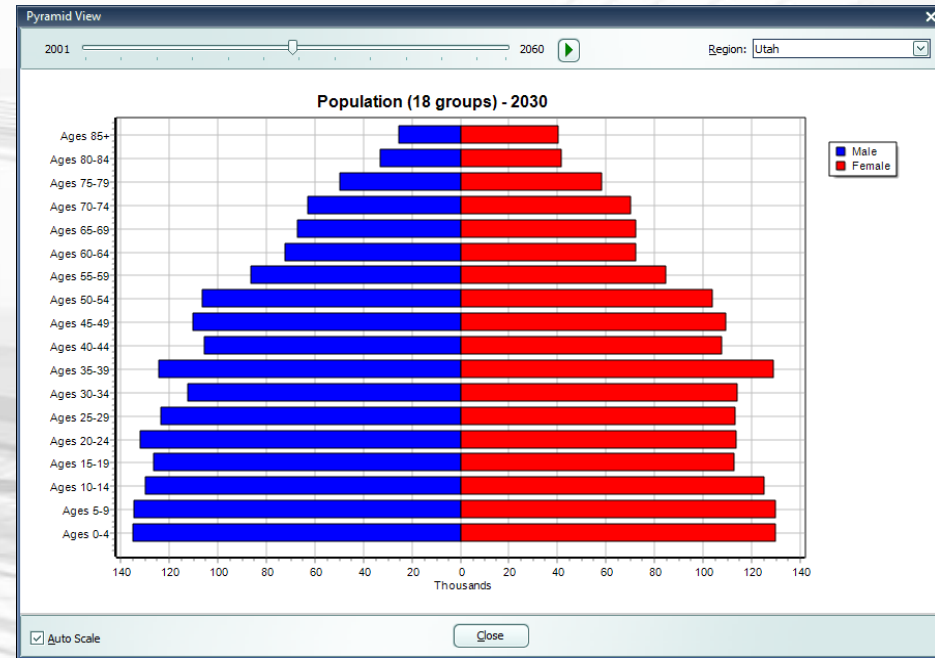 Pyramid View
2001 2060 Region: Utah
Population (18 groups) - 2030
Ages 85+
Ages 80-84
Ages 75-79
Ages 70-74
Ages 65-69
Ages 60-64
Ages 55-59
Ages 50-54
Ages 45-49
Ages 40-44
Ages 35-39
Ages 30-34
Ages 25-29
Ages 20-24
Ages 15-19
Ages 10-14
Ages 5-9
Ages 0-4
Male
Female
140 120 100 80 60 40 20 0 20 40 60 80 100 120 140
Thousands
Auto Scale
Close